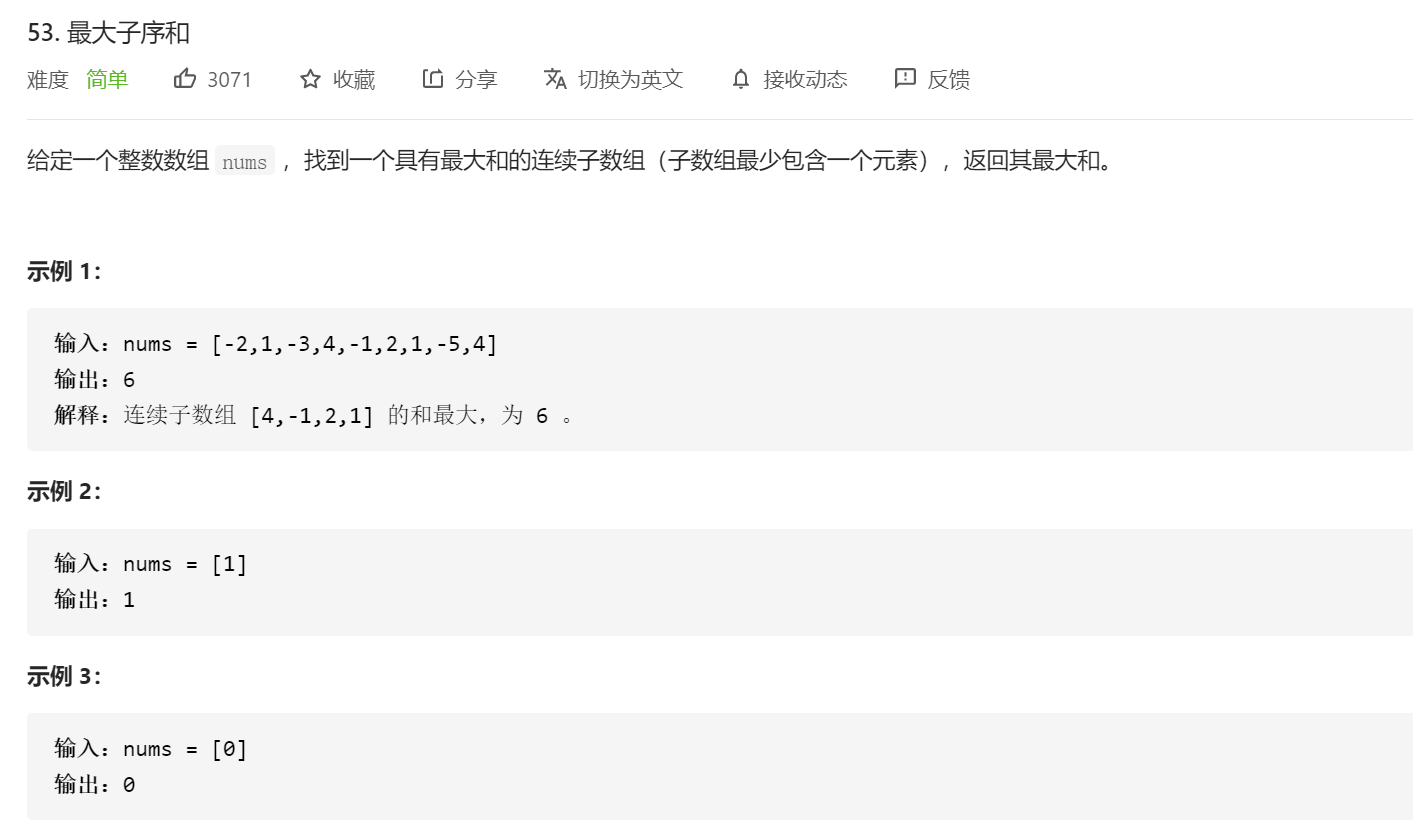 53. 最大子序和
难度 简单 3071 收藏 分享 切换为英文 接收动态 反馈
给定一个整数数组 nums ，找到一个具有最大和的连续子数组（子数组最少包含一个元素），返回其最大和。
示例 1：
输入：nums = [-2,1,-3,4,-1,2,1,-5,4]
输出：6
解释：连续子数组 [4,-1,2,1] 的和最大，为 6 。
示例 2：
输入：nums = [1]
输出：1
示例 3：
输入：nums = [0]
输出：0